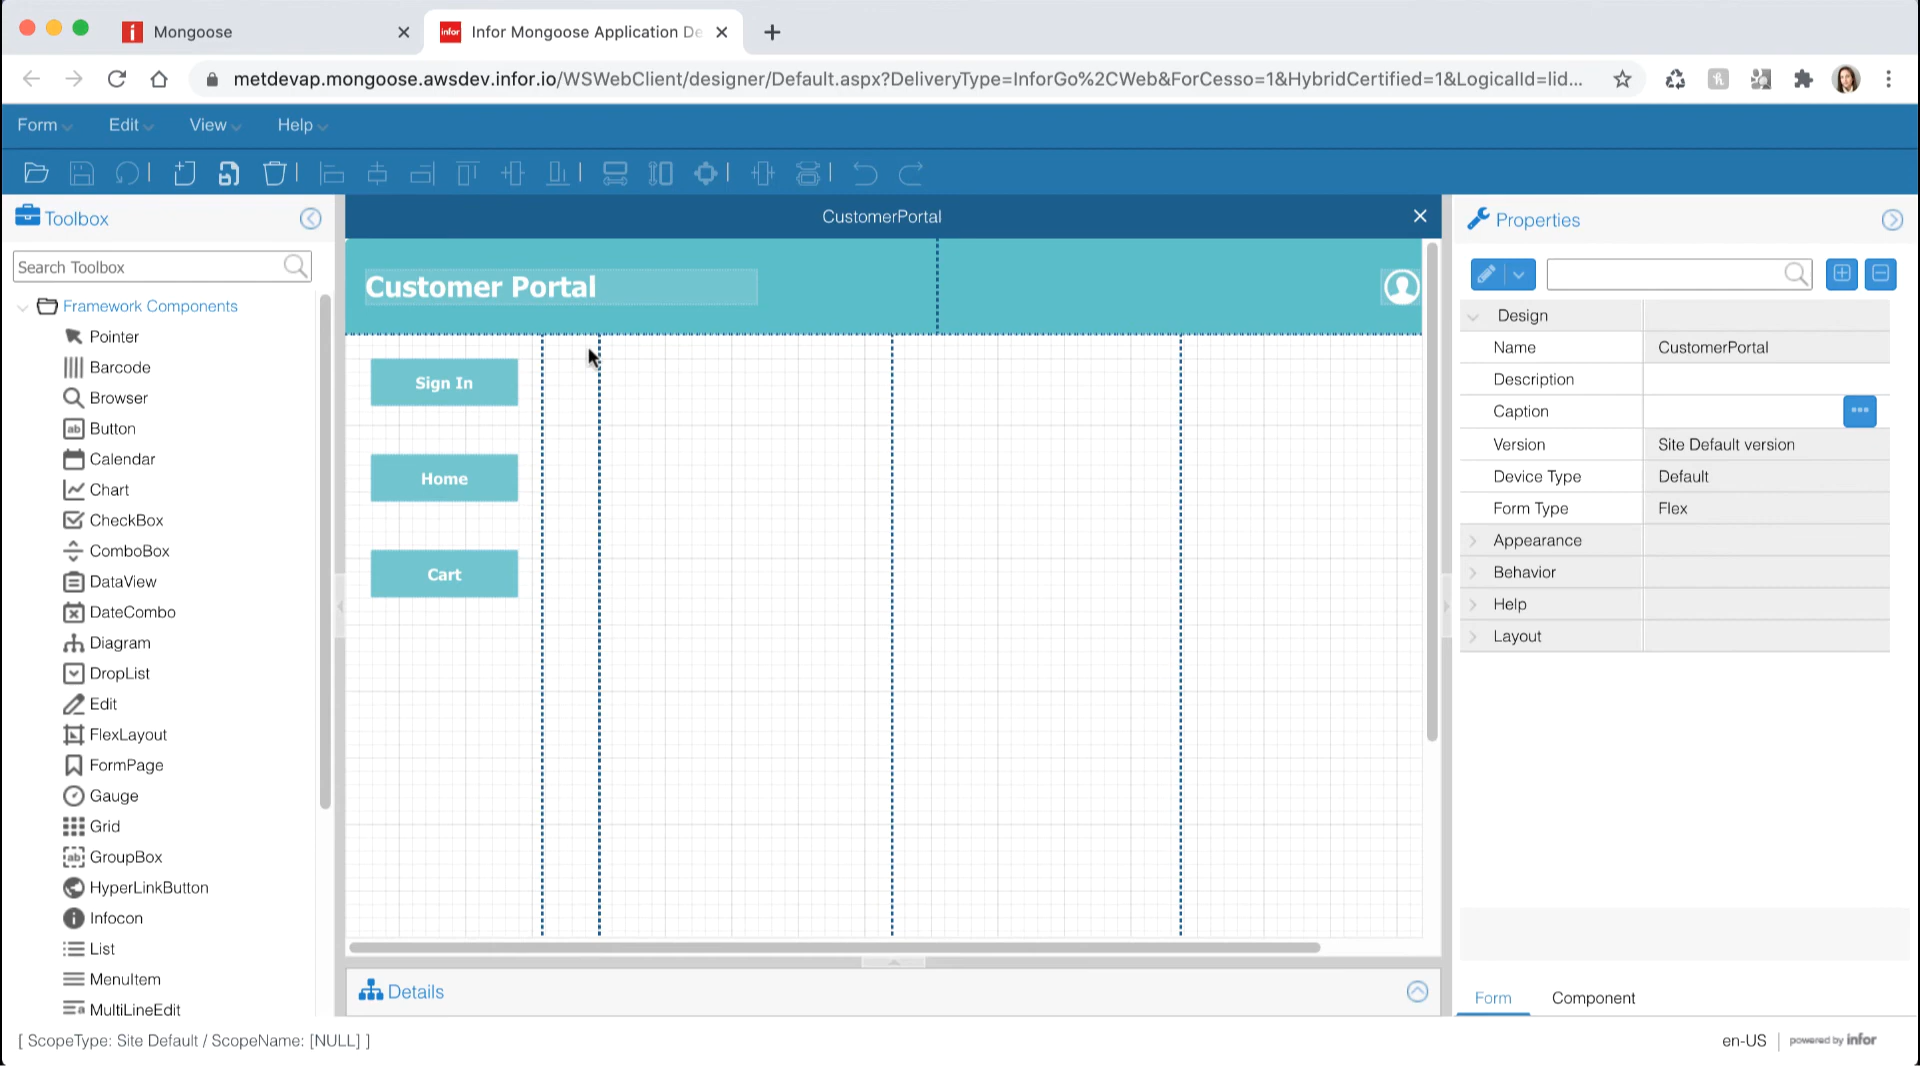 Mongoose
infor Infor Mongoose Application De
metdevap.mongoose.awsdev.infor.io/WSWebClient/designer/Default.aspx?DeliveryType=InforGo%2CWeb&ForCesso=1&HybridCertified=1&LogicalId=lid...
Form Edit View Help
Toolbox
Search Toolbox
Framework Components
Pointer
Barcode
Browser
ab Button
Calendar
Chart
CheckBox
ComboBox
DataView
DateCombo
Diagram
DropList
Edit
FlexLayout
FormPage
Gauge
Grid
ab GroupBox
HyperLinkButton
Infocon
List
MenuItem
MultiLineEdit
CustomerPortal
Customer Portal
Sign In
Home
Cart
Details
Properties
Design
Name CustomerPortal
Description
Caption
Version Site Default version
Device Type Default
Form Type Flex
Appearance
Behavior
Help
Layout
Form Component
[ ScopeType: Site Default / ScopeName: [NULL] ]
en-US powered by infor